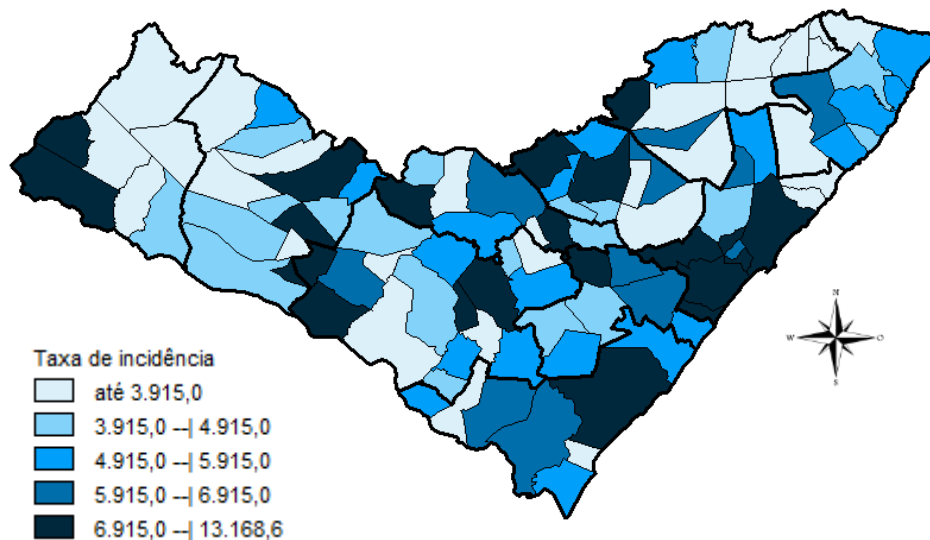 N
W
O
S
Taxa de incidência
até 3.915,0
3.915,0 --| 4.915,0
4.915,0 --| 5.915,0
5.915,0 --| 6.915,0
6.915,0 --| 13.168,6